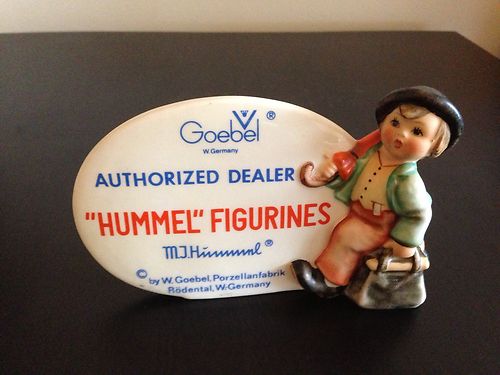 Goebel ®
W.Germany
AUTHORIZED DEALER
"HUMMEL" FIGURINES
M.J.Hummel ®
© by W. Goebel, Porzellanfabrik
Rödental, W.-Germany